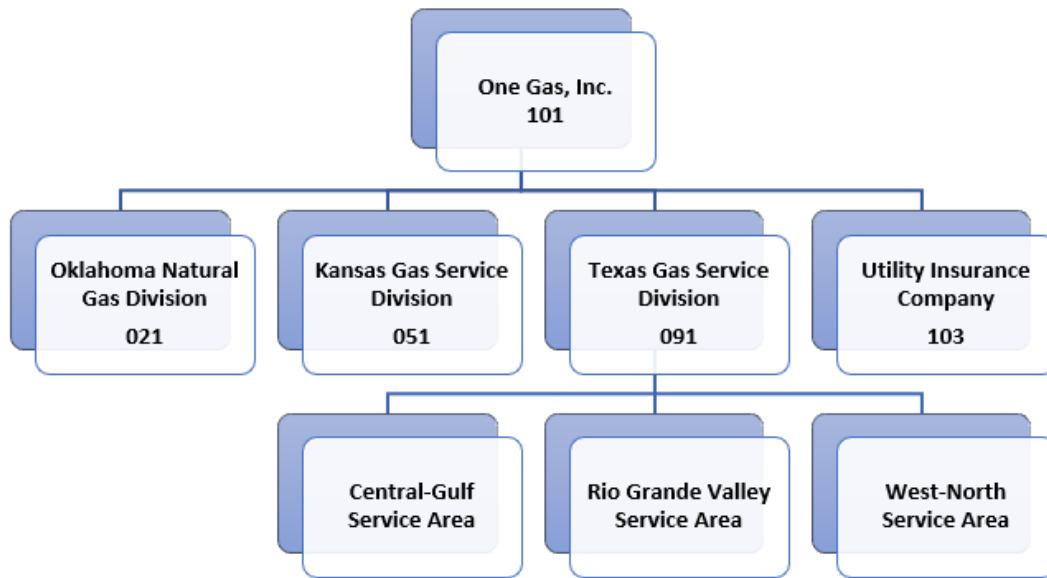 One Gas, Inc.
101
Oklahoma Natural
Gas Division
021
Kansas Gas Service
Division
051
Texas Gas Service
Division
091
Utility Insurance
Company
103
Central-Gulf
Service Area
Rio Grande Valley
Service Area
West-North
Service Area